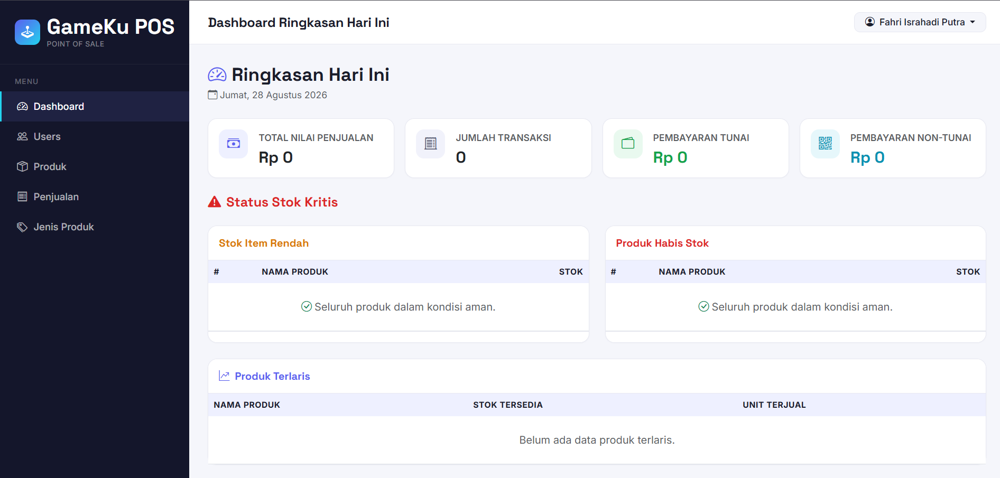 GameKu POS
POINT OF SALE
MENU
Dashboard
Users
Produk
Penjualan
Jenis Produk
Dashboard Ringkasan Hari Ini
Fahri Israhadi Putra
Ringkasan Hari Ini
Jumat, 28 Agustus 2026
TOTAL NILAI PENJUALAN
Rp 0
JUMLAH TRANSAKSI
0
PEMBAYARAN TUNAI
Rp 0
PEMBAYARAN NON-TUNAI
Rp 0
Status Stok Kritis
Stok Item Rendah
# NAMA PRODUK STOK
Seluruh produk dalam kondisi aman.
Produk Habis Stok
# NAMA PRODUK STOK
Seluruh produk dalam kondisi aman.
Produk Terlaris
NAMA PRODUK STOK TERSEDIA UNIT TERJUAL
Belum ada data produk terlaris.